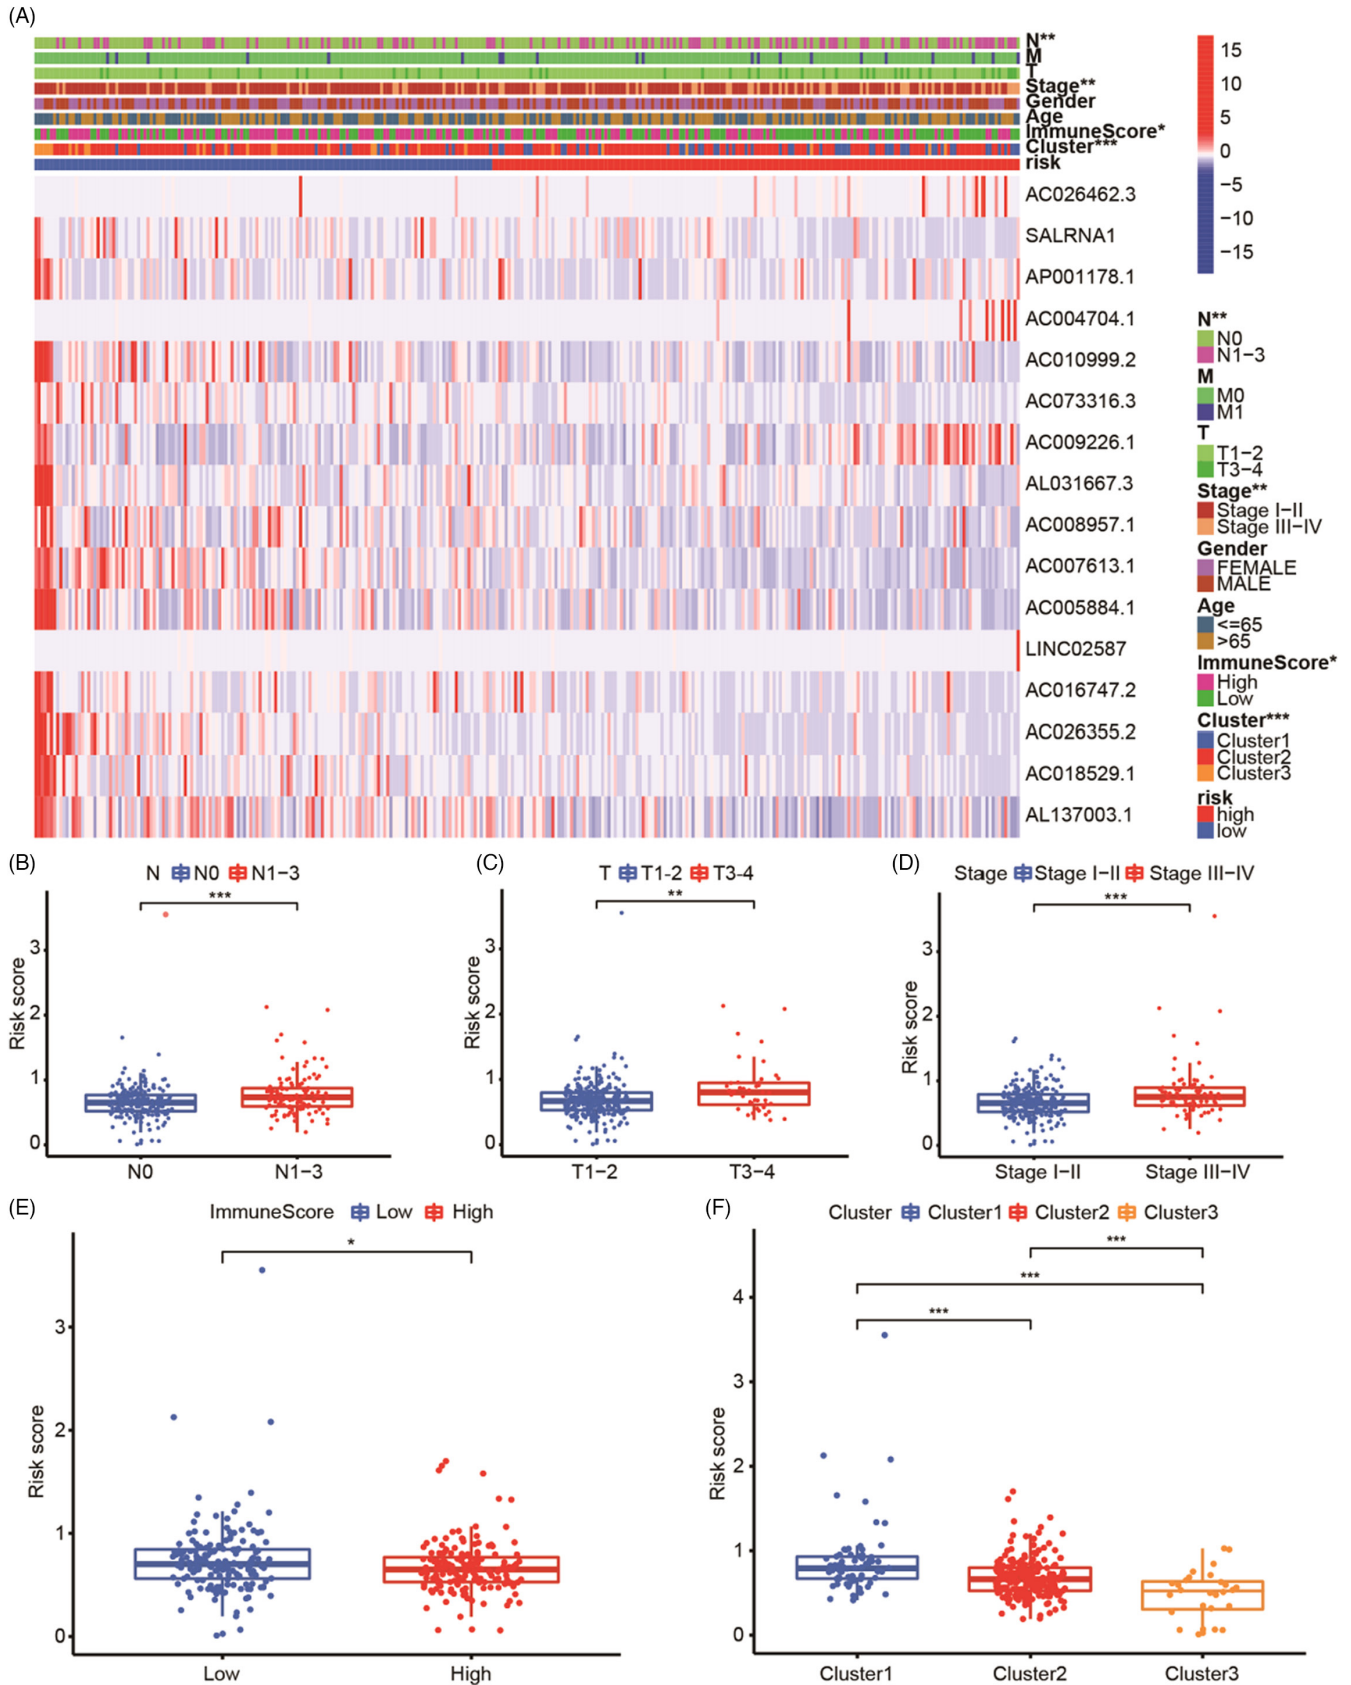 (A)
N**
M
T
Stage**
Gender
Age
ImmuneScore*
Cluster***
risk
AC026462.3
SALRNA1
AP001178.1
AC004704.1
AC010999.2
AC073316.3
AC009226.1
AL031667.3
AC008957.1
AC007613.1
AC005884.1
LINC02587
AC016747.2
AC026355.2
AC018529.1
AL137003.1
15
10
5
0
−5
−10
−15
N**
N0
N1−3
M
M0
M1
T
T1−2
T3−4
Stage**
Stage I−II
Stage III−IV
Gender
FEMALE
MALE
Age
<=65
>65
ImmuneScore*
High
Low
Cluster***
Cluster1
Cluster2
Cluster3
risk
high
low
(B)
N N0 N1−3
***
Risk score
3
2
1
0
N0 N1−3
(C)
T T1-2 T3-4
**
Risk score
3
2
1
0
T1−2 T3−4
(D)
Stage Stage I−II Stage III−IV
***
Risk score
3
2
1
0
Stage I−II Stage III−IV
(E)
ImmuneScore Low High
*
Risk score
3
2
1
0
Low High
(F)
Cluster Cluster1 Cluster2 Cluster3
***
***
***
Risk score
4
3
2
1
0
Cluster1 Cluster2 Cluster3